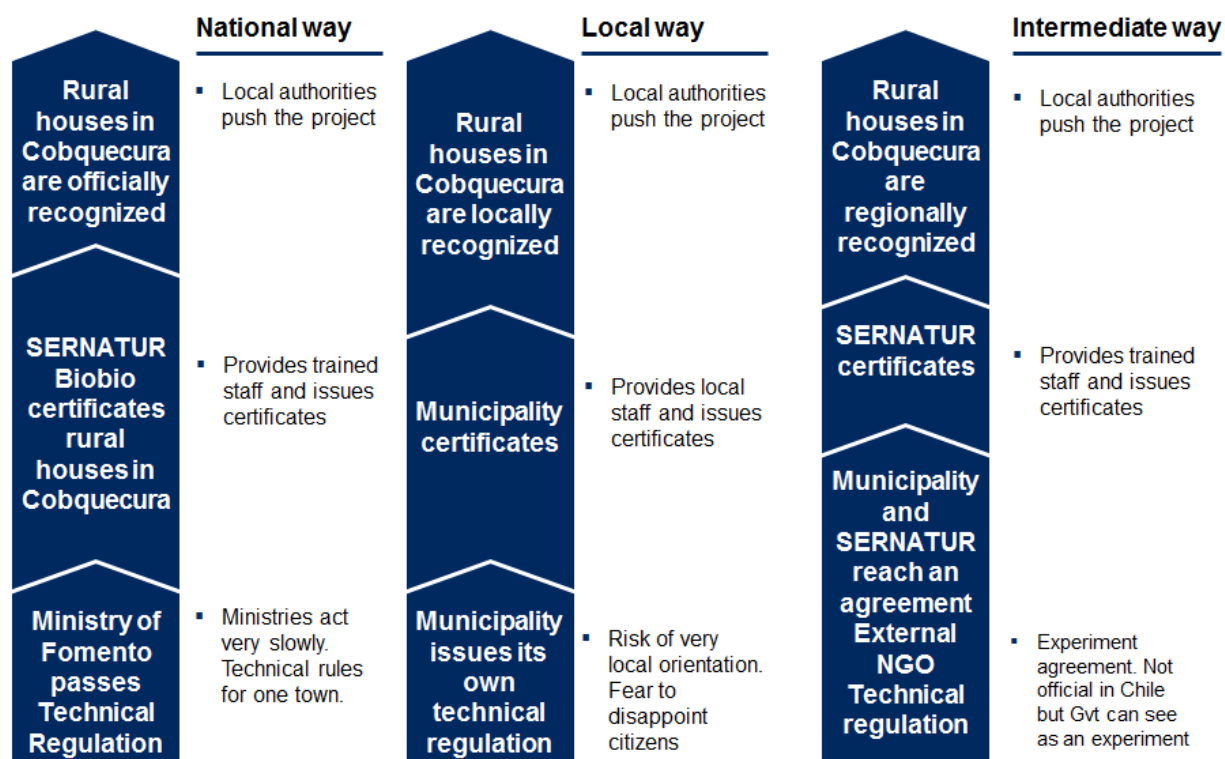 National way
Rural
houses in
Cobquecura
are officially
recognized
▪ Local authorities
push the project
SERNATUR
Biobio
certificates
rural
houses in
Cobquecura
▪ Provides trained
staff and issues
certificates
Ministry of
Fomento
passes
Technical
Regulation
▪ Ministries act
very slowly.
Technical rules
for one town.
Local way
Rural
houses in
Cobquecura
are locally
recognized
▪ Local authorities
push the project
Municipality
certificates
▪ Provides local
staff and issues
certificates
Municipality
issues its
own
technical
regulation
▪ Risk of very
local orientation.
Fear to
disappoint
citizens
Intermediate way
Rural
houses in
Cobquecura
are
regionally
recognized
▪ Local authorities
push the project
SERNATUR
certificates
▪ Provides trained
staff and issues
certificates
Municipality
and
SERNATUR
reach an
agreement
External
NGO
Technical
regulation
▪ Experiment
agreement. Not
official in Chile
but Gvt can see
as an experiment